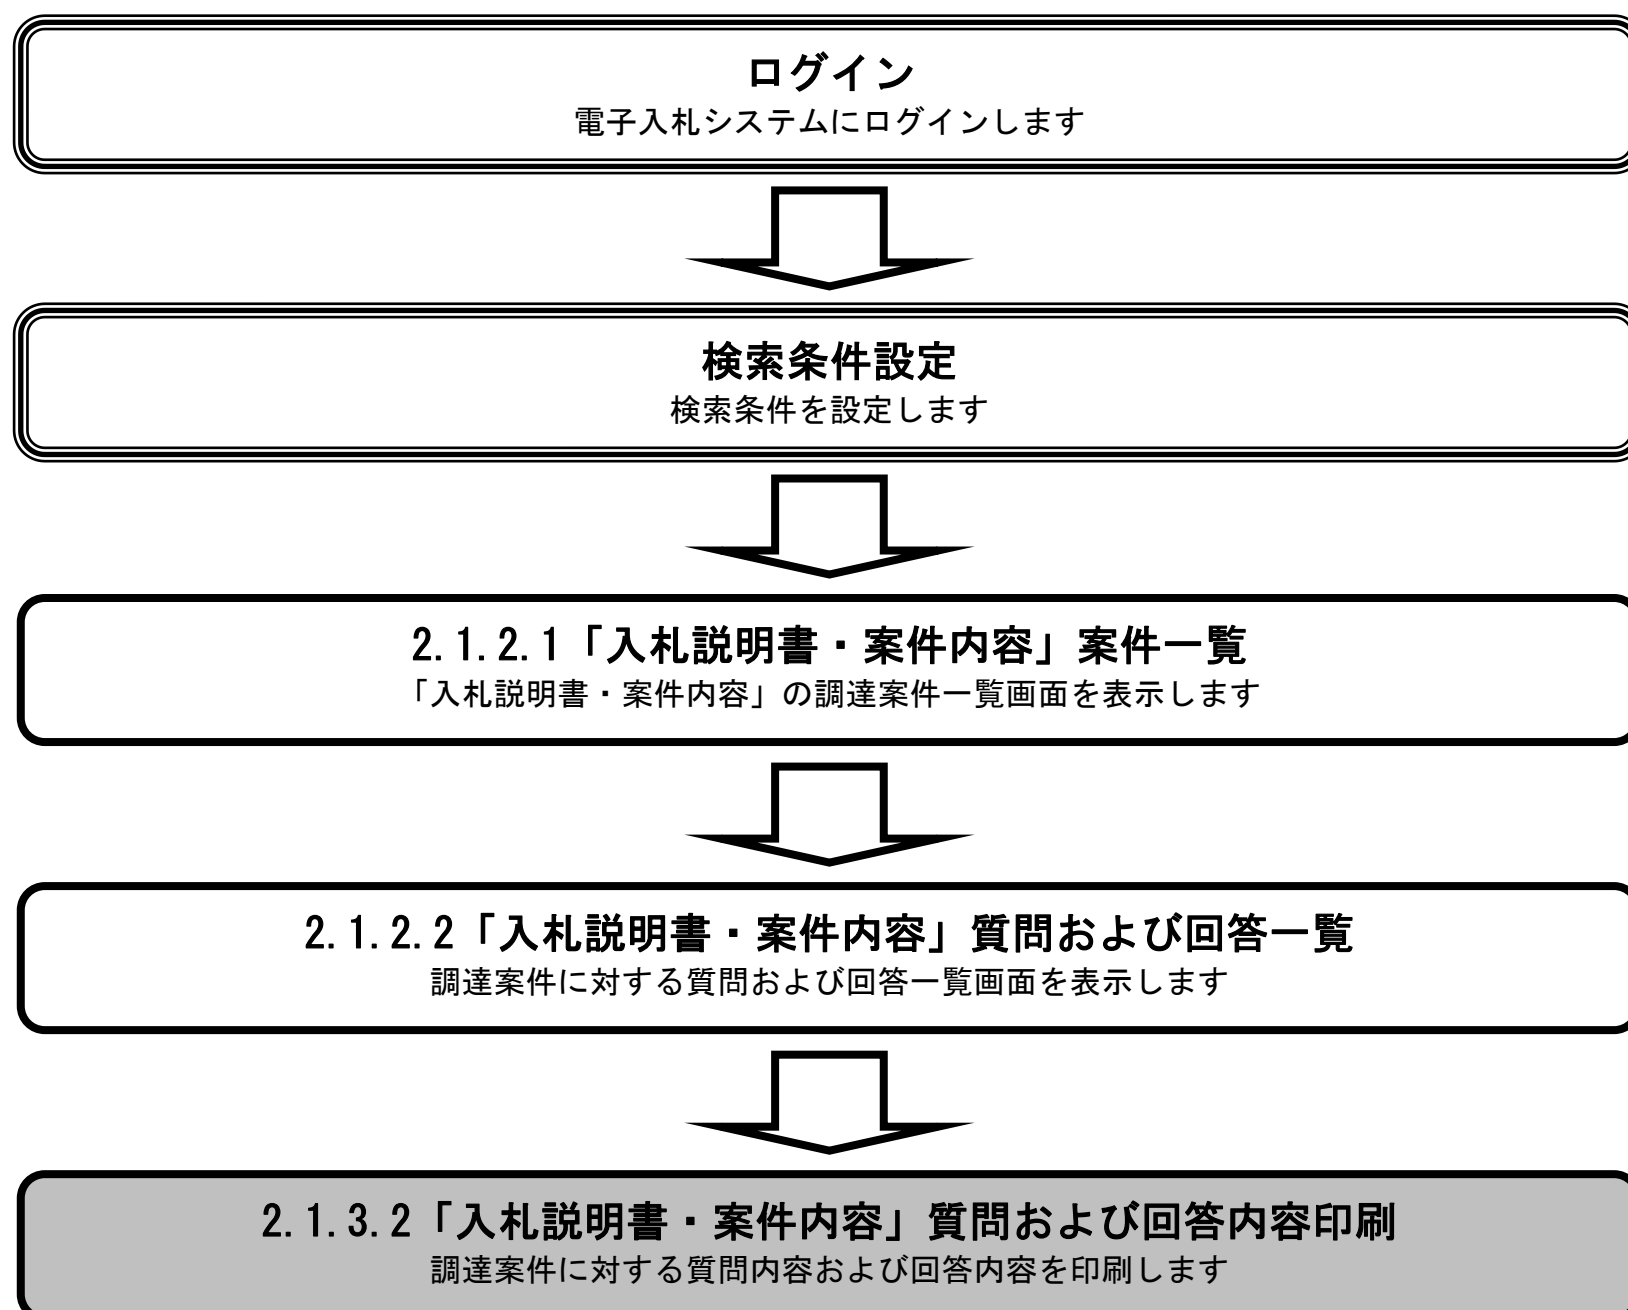 ログイン
電子入札システムにログインします
検索条件設定
検索条件を設定します
2.1.2.1「入札説明書・案件内容」案件一覧
「入札説明書・案件内容」の調達案件一覧画面を表示します
2.1.2.2「入札説明書・案件内容」質問および回答一覧
調達案件に対する質問および回答一覧画面を表示します
2.1.3.2「入札説明書・案件内容」質問および回答内容印刷
調達案件に対する質問内容および回答内容を印刷します